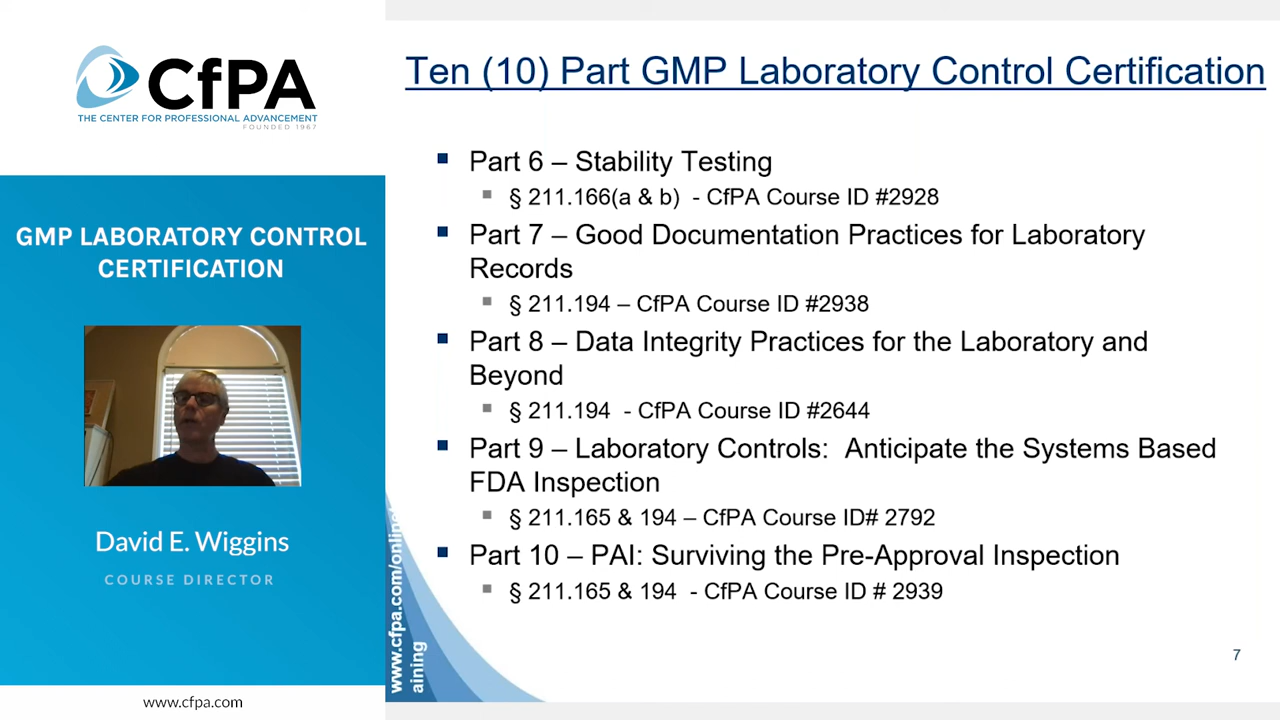 CfPA
THE CENTER FOR PROFESSIONAL ADVANCEMENT
FOUNDED 1967
GMP LABORATORY CONTROL
CERTIFICATION
David E. Wiggins
COURSE DIRECTOR
www.cfpa.com
Ten (10) Part GMP Laboratory Control Certification
Part 6 – Stability Testing
§ 211.166(a & b) - CfPA Course ID #2928
Part 7 – Good Documentation Practices for Laboratory
Records
§ 211.194 – CfPA Course ID #2938
Part 8 – Data Integrity Practices for the Laboratory and
Beyond
§ 211.194 - CfPA Course ID #2644
Part 9 – Laboratory Controls: Anticipate the Systems Based
FDA Inspection
§ 211.165 & 194 – CfPA Course ID# 2792
Part 10 – PAI: Surviving the Pre-Approval Inspection
§ 211.165 & 194 - CfPA Course ID # 2939
www.cfpa.com/online
aining
7